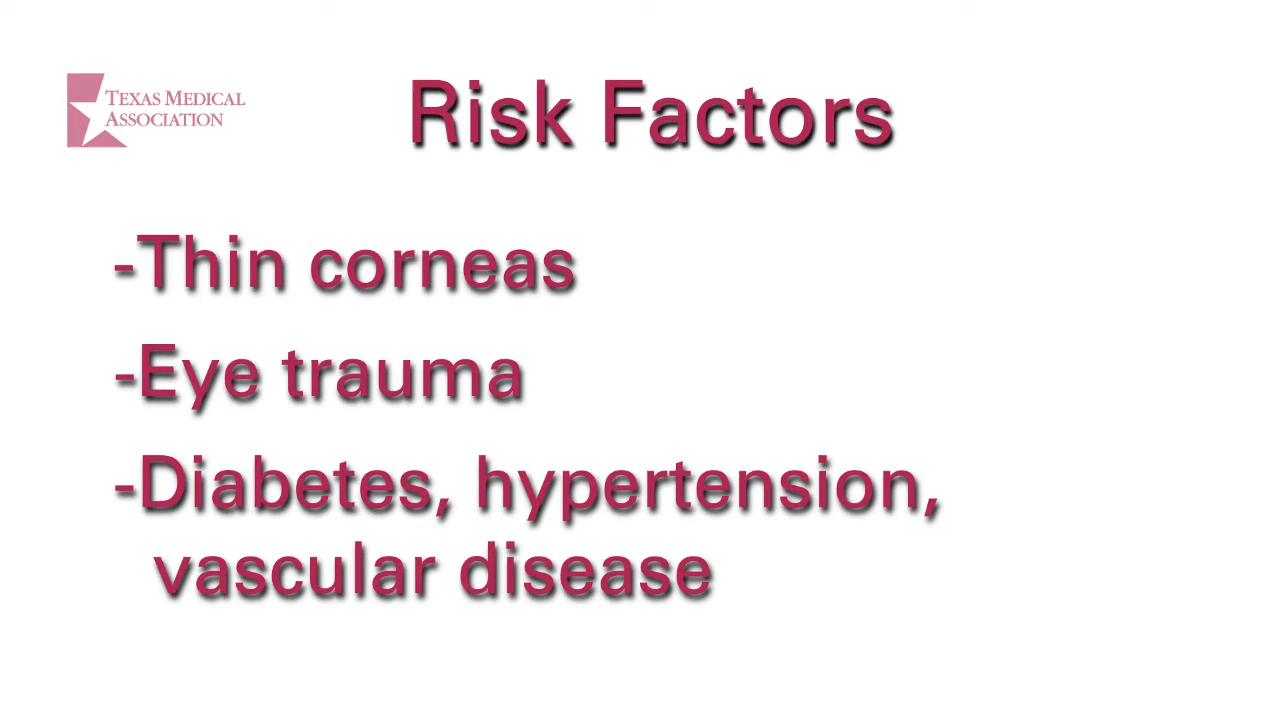 TEXAS MEDICAL
ASSOCIATION
Risk Factors
-Thin corneas
-Eye trauma
-Diabetes, hypertension,
vascular disease